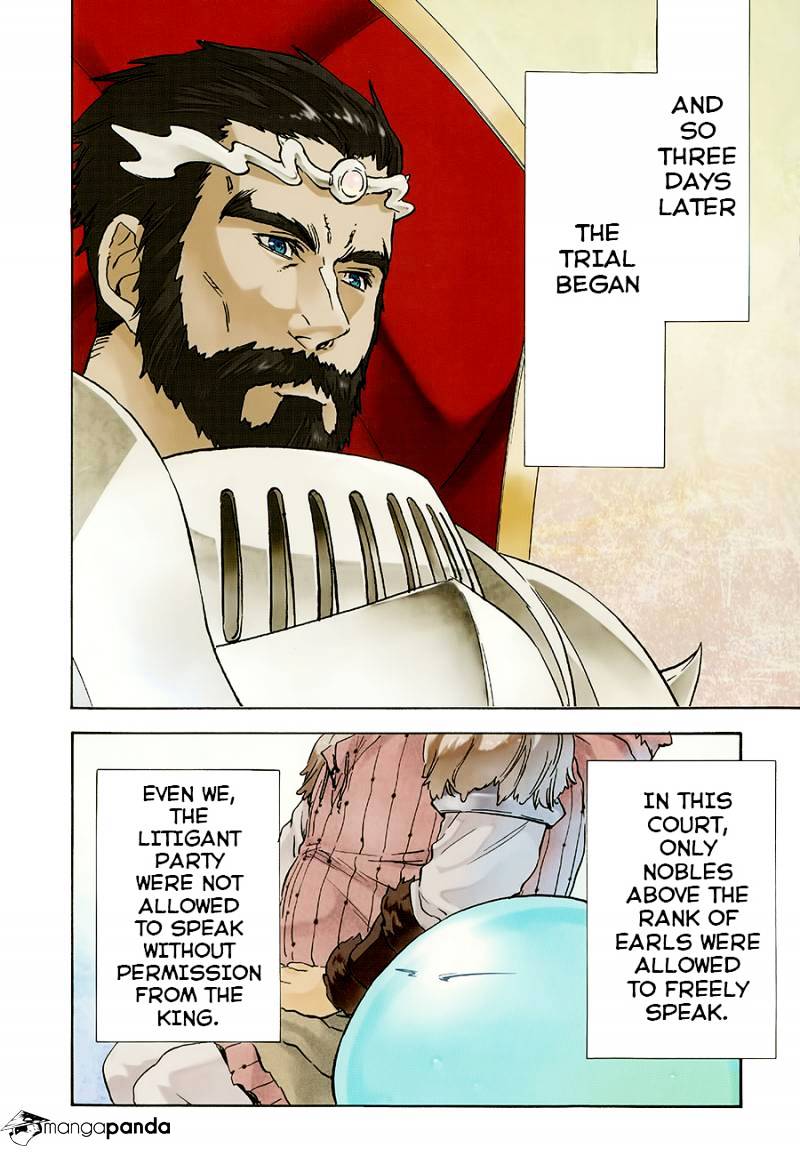 AND
SO
THREE
DAYS
LATER
THE
TRIAL
BEGAN
IN THIS
COURT,
ONLY
NOBLES
ABOVE THE
RANK OF
EARLS WERE
ALLOWED
TO FREELY
SPEAK.
EVEN WE,
THE
LITIGANT
PARTY
WERE NOT
ALLOWED
TO SPEAK
WITHOUT
PERMISSION
FROM THE
KING.
mangapanda